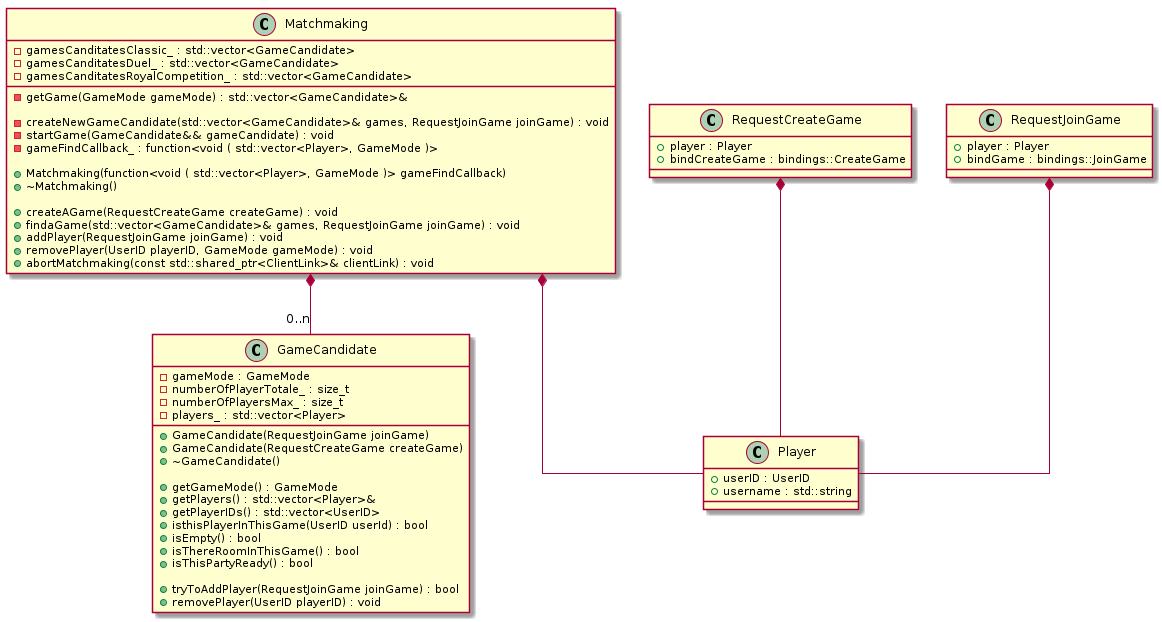 C Matchmaking
gamesCanditatesClassic_ : std::vector<GameCandidate>
gamesCanditatesDuel_ : std::vector<GameCandidate>
gamesCanditatesRoyalCompetition_ : std::vector<GameCandidate>
getGame(GameMode gameMode) : std::vector<GameCandidate>&
createNewGameCandidate(std::vector<GameCandidate>& games, RequestJoinGame joinGame) : void
startGame(GameCandidate&& gameCandidate) : void
gameFindCallback_ : function<void ( std::vector<Player>, GameMode )>
Matchmaking(function<void ( std::vector<Player>, GameMode )> gameFindCallback)
~Matchmaking()
createAGame(RequestCreateGame createGame) : void
findaGame(std::vector<GameCandidate>& games, RequestJoinGame joinGame) : void
addPlayer(RequestJoinGame joinGame) : void
removePlayer(UserID playerID, GameMode gameMode) : void
abortMatchmaking(const std::shared_ptr<ClientLink>& clientLink) : void
C RequestCreateGame
player : Player
bindCreateGame : bindings::CreateGame
C RequestJoinGame
player : Player
bindGame : bindings::JoinGame
0..n
C GameCandidate
gameMode : GameMode
numberOfPlayerTotale_ : size_t
numberOfPlayersMax_ : size_t
players_ : std::vector<Player>
GameCandidate(RequestJoinGame joinGame)
GameCandidate(RequestCreateGame createGame)
~GameCandidate()
getGameMode() : GameMode
getPlayers() : std::vector<Player>&
getPlayerIDs() : std::vector<UserID>
isthisPlayerInThisGame(UserID userId) : bool
isEmpty() : bool
isThereRoomInThisGame() : bool
isThisPartyReady() : bool
tryToAddPlayer(RequestJoinGame joinGame) : bool
removePlayer(UserID playerID) : void
C Player
userID : UserID
username : std::string